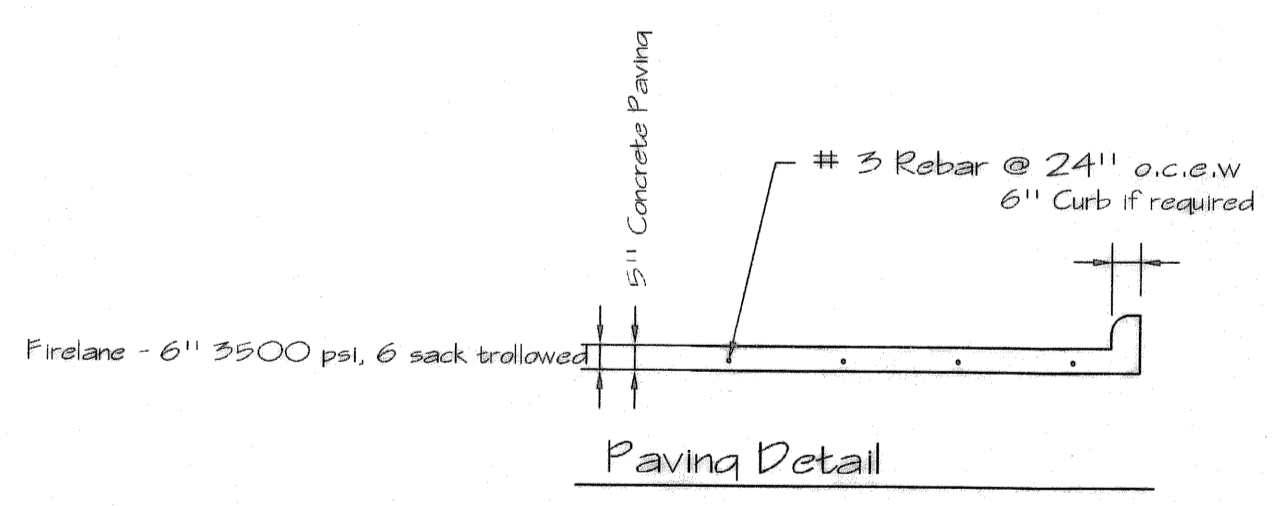 5" Concrete Paving
# 3 Rebar @ 24" o.c.e.w
6" Curb if required
Firelane - 6" 3500 psi, 6 sack trollowed
Paving Detail